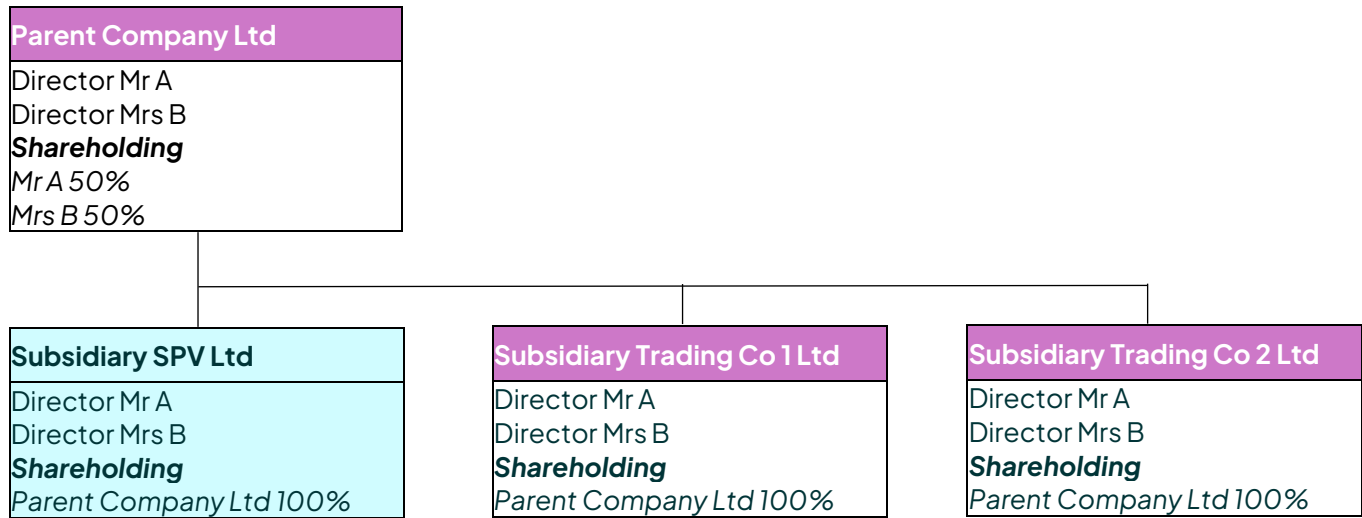 Parent Company Ltd
Director Mr A
Director Mrs B
Shareholding
Mr A 50%
Mrs B 50%
Subsidiary SPV Ltd
Director Mr A
Director Mrs B
Shareholding
Parent Company Ltd 100%
Subsidiary Trading Co 1 Ltd
Director Mr A
Director Mrs B
Shareholding
Parent Company Ltd 100%
Subsidiary Trading Co 2 Ltd
Director Mr A
Director Mrs B
Shareholding
Parent Company Ltd 100%